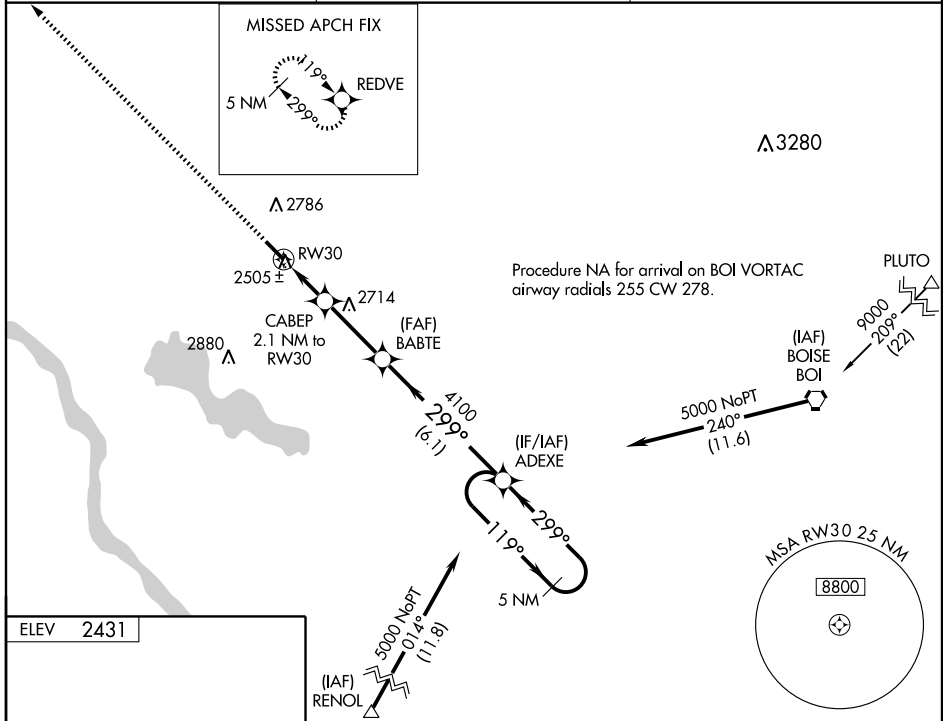 MISSED APCH FIX
119°
REDVE
5 NM
299°
3280
2786
RW30
2505 ±
Procedure NA for arrival on BOI VORTAC
airway radials 255 CW 278.
PLUTO
2714
CABEP
2.1 NM to
RW30
(FAF)
BABTE
2880
9000
209°
(22)
(IAF)
BOISE
BOI
4100
299°
(6.1)
5000 NoPT
240°
(11.6)
(IF/IAF)
ADEXE
299°
119°
5 NM
MSA RW30 25 NM
8800
ELEV 2431
5000 NoPT
014°
(11.8)
(IAF)
RENOL